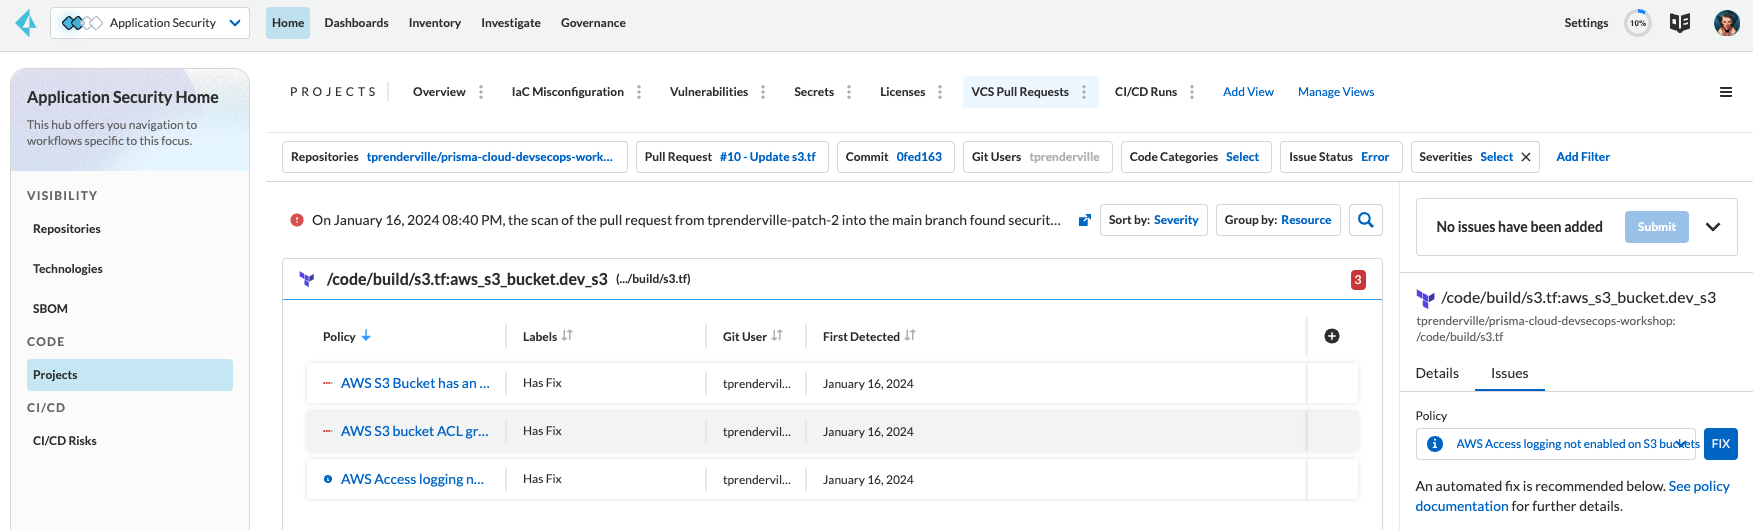 Application Security
Home
Dashboards
Inventory
Investigate
Governance
Settings
10%
Application Security Home
This hub offers you navigation to
workflows specific to this focus.
VISIBILITY
Repositories
Technologies
SBOM
CODE
Projects
CI/CD
CI/CD Risks
PROJECTS
Overview
IaC Misconfiguration
Vulnerabilities
Secrets
Licenses
VCS Pull Requests
CI/CD Runs
Add View
Manage Views
Repositories tprenderville/prisma-cloud-devsecops-work...
Pull Request #10 - Update s3.tf
Commit 0fed163
Git Users tprenderville
Code Categories Select
Issue Status Error
Severities Select
Add Filter
On January 16, 2024 08:40 PM, the scan of the pull request from tprenderville-patch-2 into the main branch found securit...
Sort by: Severity
Group by: Resource
/code/build/s3.tf:aws_s3_bucket.dev_s3 (.../build/s3.tf)
3
Policy Labels Git User First Detected
AWS S3 Bucket has an ... Has Fix tprendervil... January 16, 2024
AWS S3 bucket ACL gr... Has Fix tprendervil... January 16, 2024
AWS Access logging n... Has Fix tprendervil... January 16, 2024
No issues have been added
Submit
/code/build/s3.tf:aws_s3_bucket.dev_s3
tprenderville/prisma-cloud-devsecops-workshop:
/code/build/s3.tf
Details Issues
Policy
AWS Access logging not enabled on S3 buckets
FIX
An automated fix is recommended below. See policy
documentation for further details.